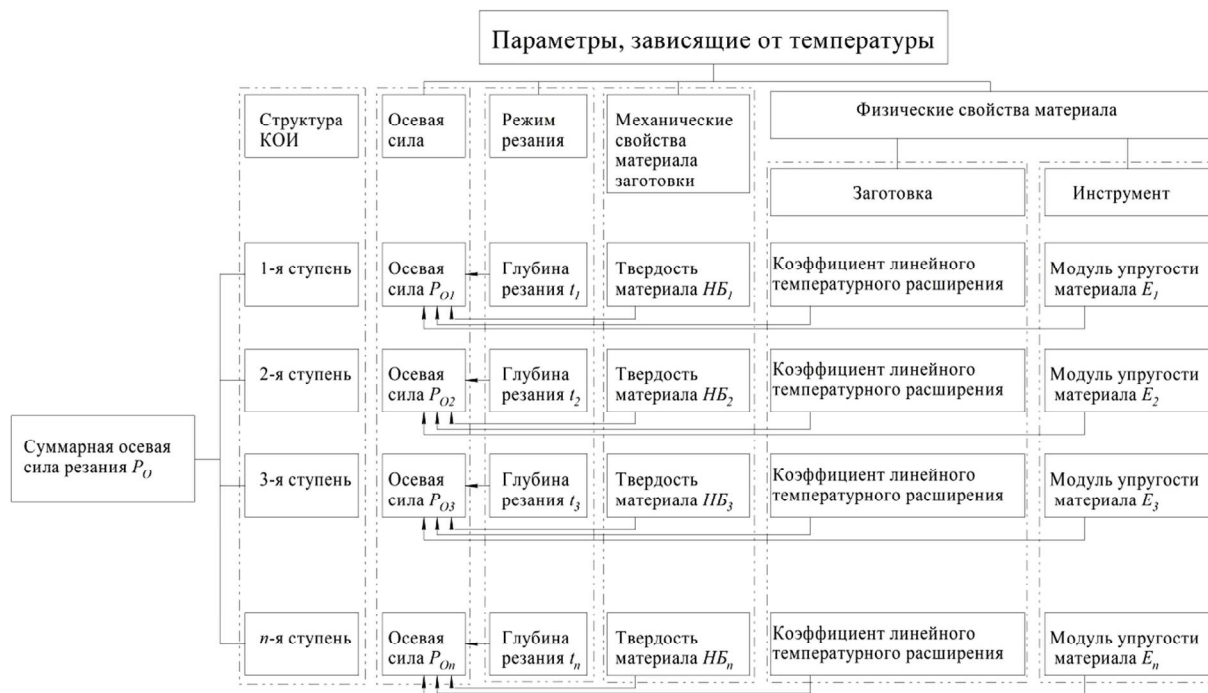 Параметры, зависящие от температуры
Структура
КОИ
Осевая
сила
Режим
резания
Механические
свойства
материала
заготовки
Физические свойства материала
Заготовка
Инструмент
1-я ступень
Осевая
сила P_O1
Глубина
резания t_1
Твердость
материала НБ_1
Коэффициент линейного
температурного расширения
Модуль упругости
материала E_1
2-я ступень
Осевая
сила P_O2
Глубина
резания t_2
Твердость
материала НБ_2
Коэффициент линейного
температурного расширения
Модуль упругости
материала E_2
Суммарная осевая
сила резания P_O
3-я ступень
Осевая
сила P_O3
Глубина
резания t_3
Твердость
материала НБ_3
Коэффициент линейного
температурного расширения
Модуль упругости
материала E_3
n-я ступень
Осевая
сила P_On
Глубина
резания t_n
Твердость
материала НБ_n
Коэффициент линейного
температурного расширения
Модуль упругости
материала E_n